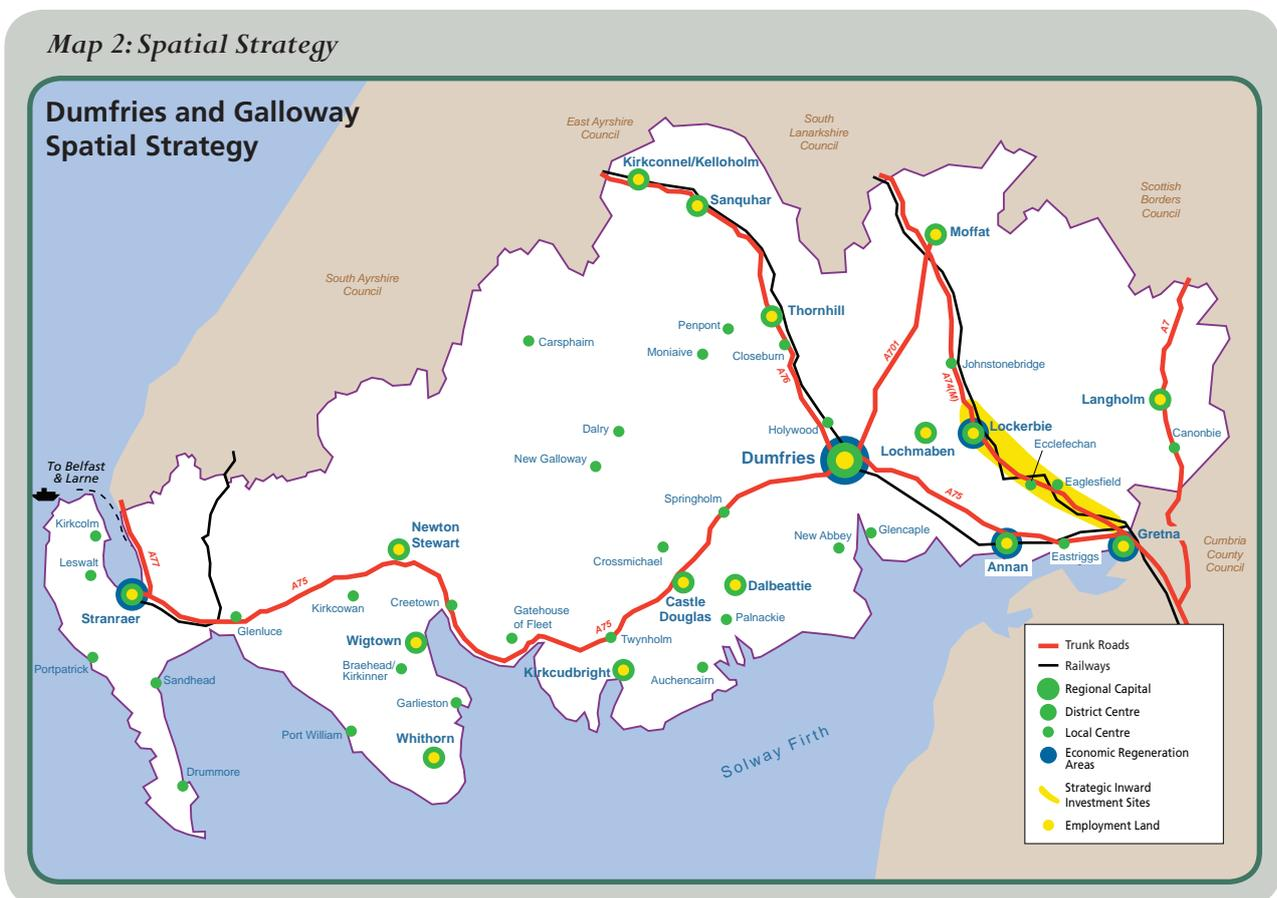 Map 2: Spatial Strategy
Dumfries and Galloway
Spatial Strategy
East Ayrshire
Council
South
Lanarkshire
Council
Scottish
Borders
Council
South Ayrshire
Council
Cumbria
County
Council
Kirkconnel/Kelloholm
Sanquhar
Moffat
Thornhill
Penpont
Moniaive
Closeburn
Carsphairn
A76
A701
A74(M)
A7
Johnstonebridge
Langholm
Canonbie
Lockerbie
Ecclefechan
Eaglesfield
Lochmaben
Holywood
Dumfries
Dalry
New Galloway
Springholm
A75
Gretna
Eastriggs
Annan
Glencaple
New Abbey
Crossmichael
Castle
Douglas
Dalbeattie
Palnackie
Auchencairn
Kirkcudbright
Twynholm
A75
Gatehouse
of Fleet
Creetown
Newton
Stewart
A75
Kirkcowan
Wigtown
Braehead/
Kirkinner
Garlieston
Whithorn
Port William
Glenluce
To Belfast
& Larne
Kirkcolm
Leswalt
A77
Stranraer
Portpatrick
Sandhead
Drummore
Solway Firth
Trunk Roads
Railways
Regional Capital
District Centre
Local Centre
Economic Regeneration
Areas
Strategic Inward
Investment Sites
Employment Land